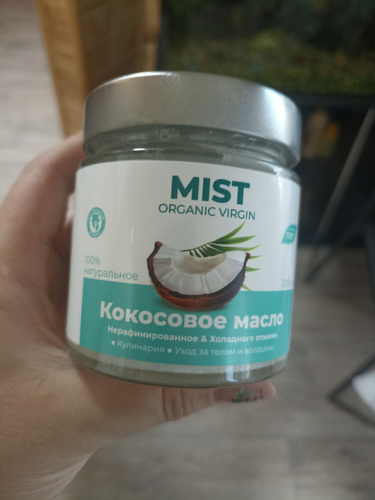 MIST
ORGANIC VIRGIN
100%
натуральное
Кокосовое масло
Нерафинированное & Холодного отжима
• Кулинария • Уход за телом и волосами